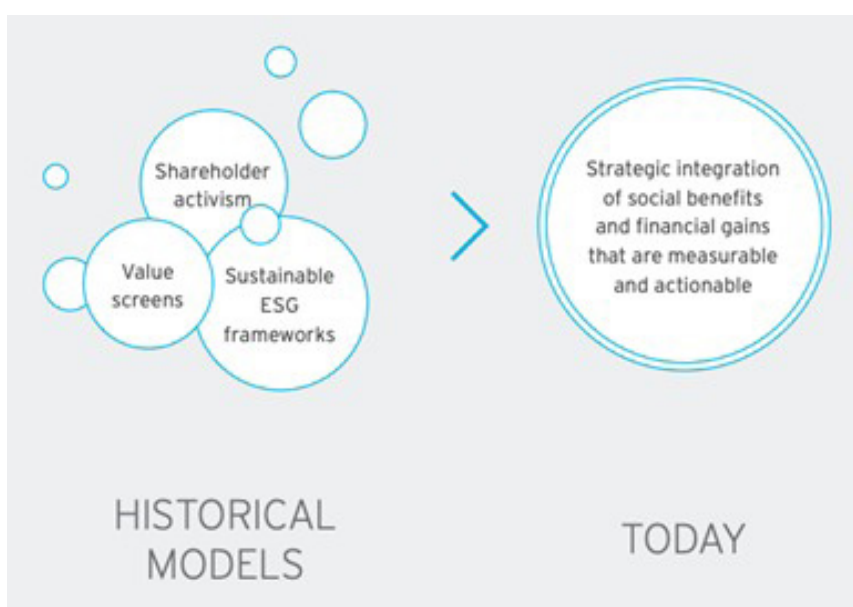 Shareholder
activism
Value
screens
Sustainable
ESG
frameworks
Strategic integration
of social benefits
and financial gains
that are measurable
and actionable
HISTORICAL
MODELS
TODAY